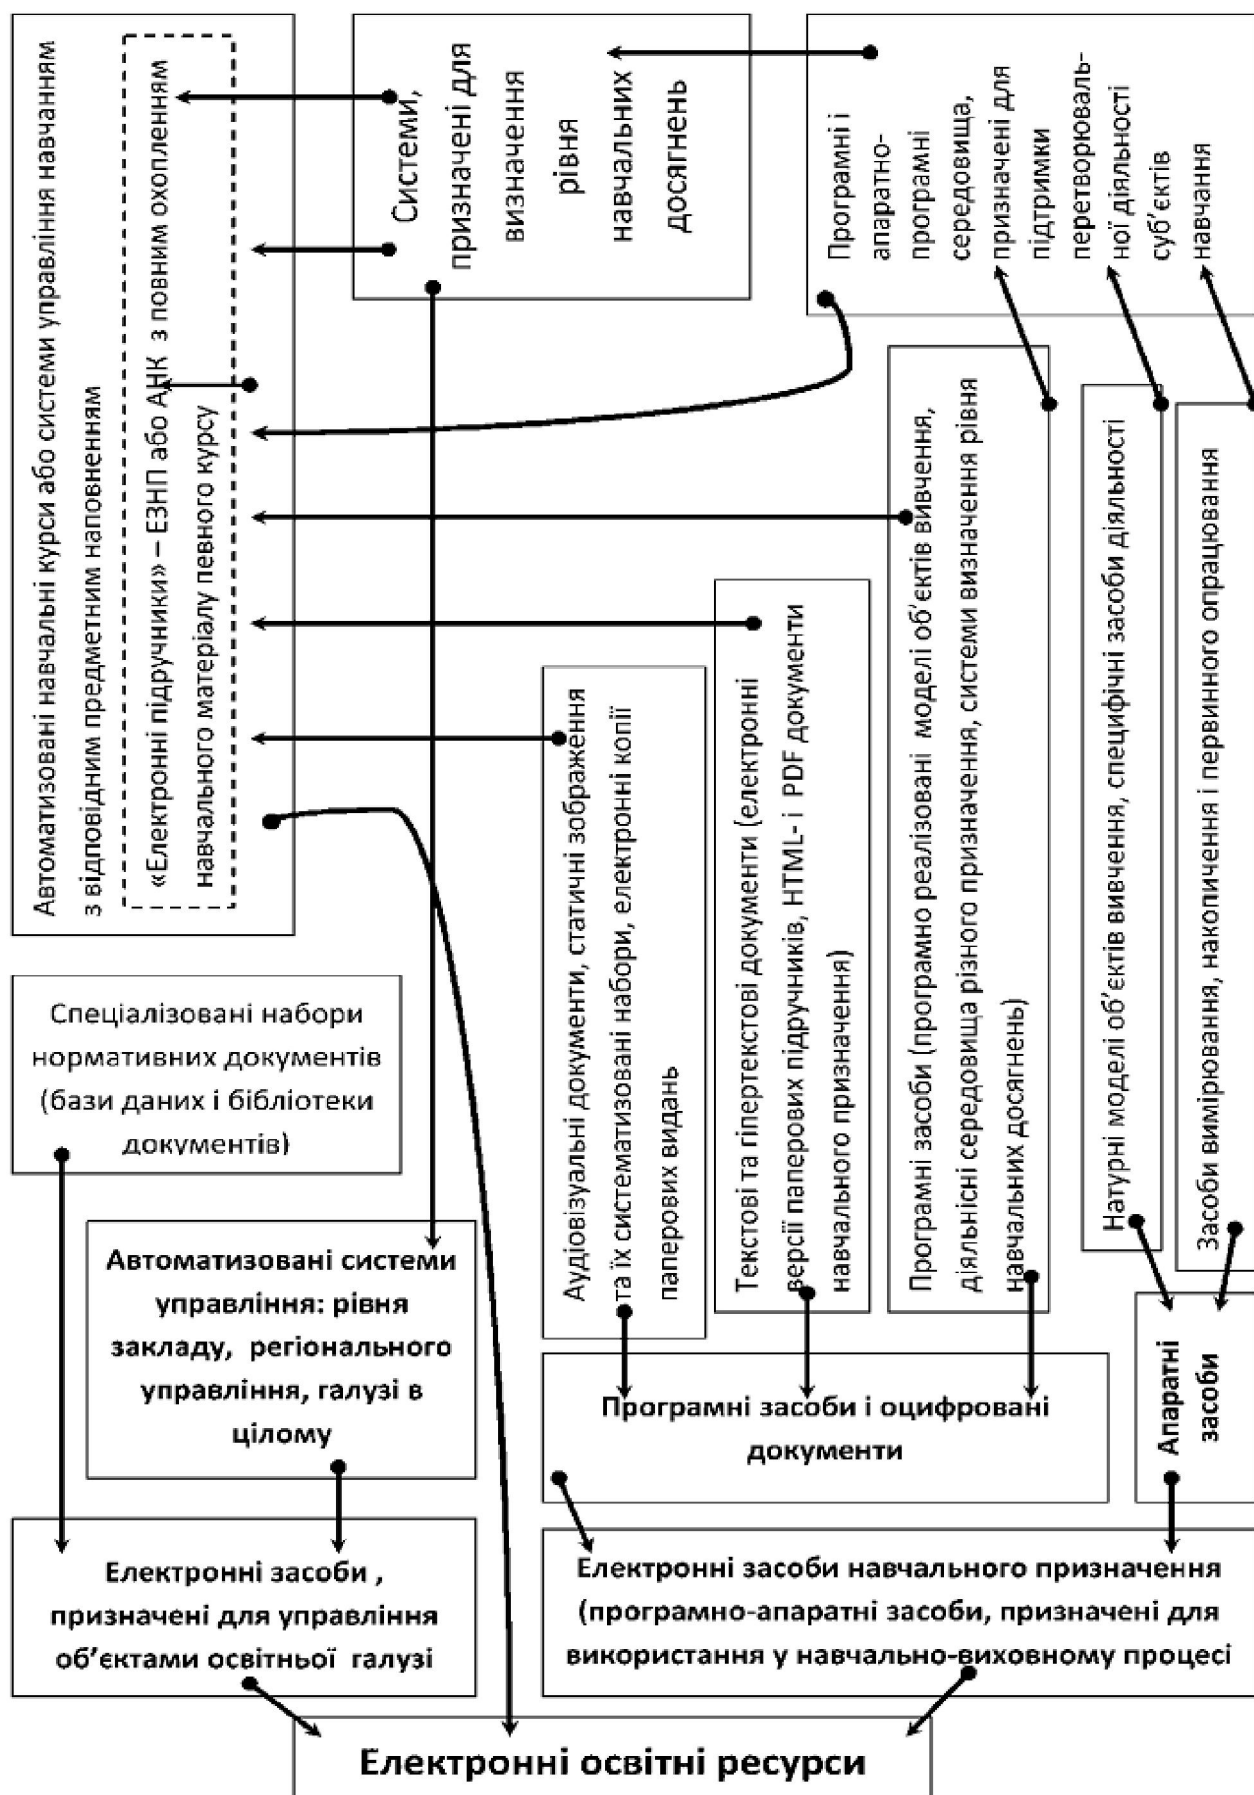 Автоматизовані навчальні курси або системи управління навчанням
з відповідним предметним наповненням
«Електронні підручники» – ЕЗНП або АНК з повним охопленням
навчального матеріалу певного курсу
Системи,
призначені для
визначення
рівня
навчальних
досягнень
Програмні і
апаратно-
програмні
середовища,
призначені для
підтримки
перетворюваль-
ної діяльності
суб’єктів
навчання
Спеціалізовані набори
нормативних документів
(бази даних і бібліотеки
документів)
Автоматизовані системи
управління: рівня
закладу, регіонального
управління, галузі в
цілому
Аудіовізуальні документи, статичні зображення
та їх систематизовані набори, електронні копії
паперових видань
Текстові та гіпертекстові документи (електронні
версії паперових підручників, HTML- і PDF документи
навчального призначення)
Програмні засоби (програмно реалізовані моделі об’єктів вивчення,
діяльнісні середовища різного призначення, системи визначення рівня
навчальних досягнень)
Натурні моделі об’єктів вивчення, специфічні засоби діяльності
Засоби вимірювання, накопичення і первинного опрацювання
Програмні засоби і оцифровані
документи
Апаратні
засоби
Електронні засоби ,
призначені для управління
об’єктами освітньої галузі
Електронні засоби навчального призначення
(програмно-апаратні засоби, призначені для
використання у навчально-виховному процесі
Електронні освітні ресурси